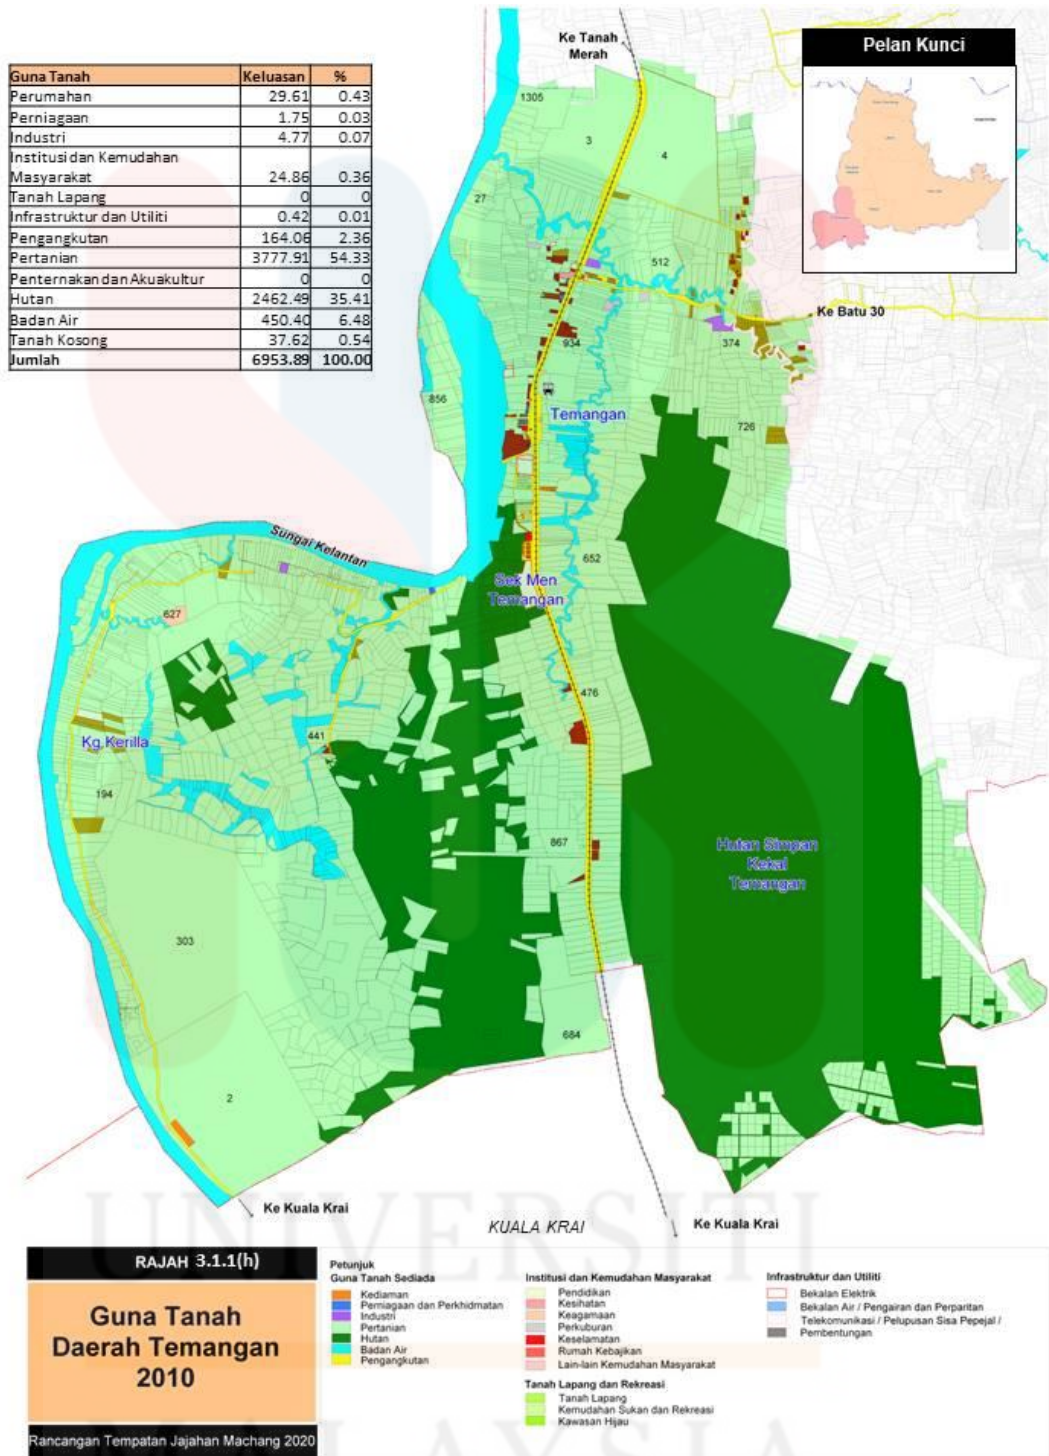 Ke Tanah
Merah
Pelan Kunci
Guna Tanah Keluasan %
Perumahan 29.61 0.43
Perniagaan 1.75 0.03
Industri 4.77 0.07
Institusi dan Kemudahan
Masyarakat 24.86 0.36
Tanah Lapang 0 0
Infrastruktur dan Utiliti 0.42 0.01
Pengangkutan 164.06 2.36
Pertanian 3777.91 54.33
Penternakan dan Akuakultur 0 0
Hutan 2462.49 35.41
Badan Air 450.40 6.48
Tanah Kosong 37.62 0.54
Jumlah 6953.89 100.00
1305
3
4
27
512
Ke Batu 30
934
374
856
Temangan
726
Sungai Kelantan
652
Sek Men
Temangan
627
476
441
Kg Kerilla
194
867
Hutan Simpan
Kekal
Temangan
303
684
2
Ke Kuala Krai
KUALA KRAI
Ke Kuala Krai
UNIVERSITI
MALAYSIA
RAJAH 3.1.1(h)
Guna Tanah
Daerah Temangan
2010
Rancangan Tempatan Jajahan Machang 2020
Petunjuk
Guna Tanah Sediada
Kediaman
Perniagaan dan Perkhidmatan
Industri
Pertanian
Hutan
Badan Air
Pengangkutan
Institusi dan Kemudahan Masyarakat
Pendidikan
Kesihatan
Keagamaan
Perkuburan
Keselamatan
Rumah Kebajikan
Lain-lain Kemudahan Masyarakat
Tanah Lapang dan Rekreasi
Tanah Lapang
Kemudahan Sukan dan Rekreasi
Kawasan Hijau
Infrastruktur dan Utiliti
Bekalan Elektrik
Bekalan Air / Pengairan dan Perparitan
Telekomunikasi / Pelupusan Sisa Pepejal /
Pembentungan